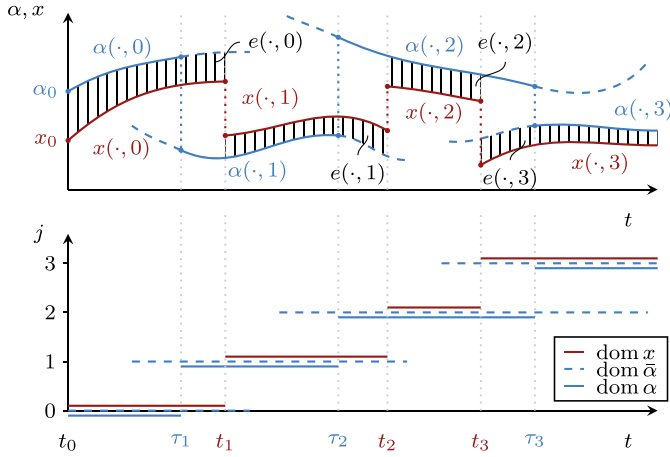 α, x
α(·, 0)
e(·, 0)
α(·, 2)
e(·, 2)
α₀
x(·, 1)
x(·, 2)
α(·, 3)
x₀
x(·, 0)
α(·, 1)
e(·, 1)
e(·, 3)
x(·, 3)
t
j
3
2
1
0
dom x
dom ᾱ
dom α
t
t₀
τ₁
t₁
τ₂
t₂
t₃
τ₃